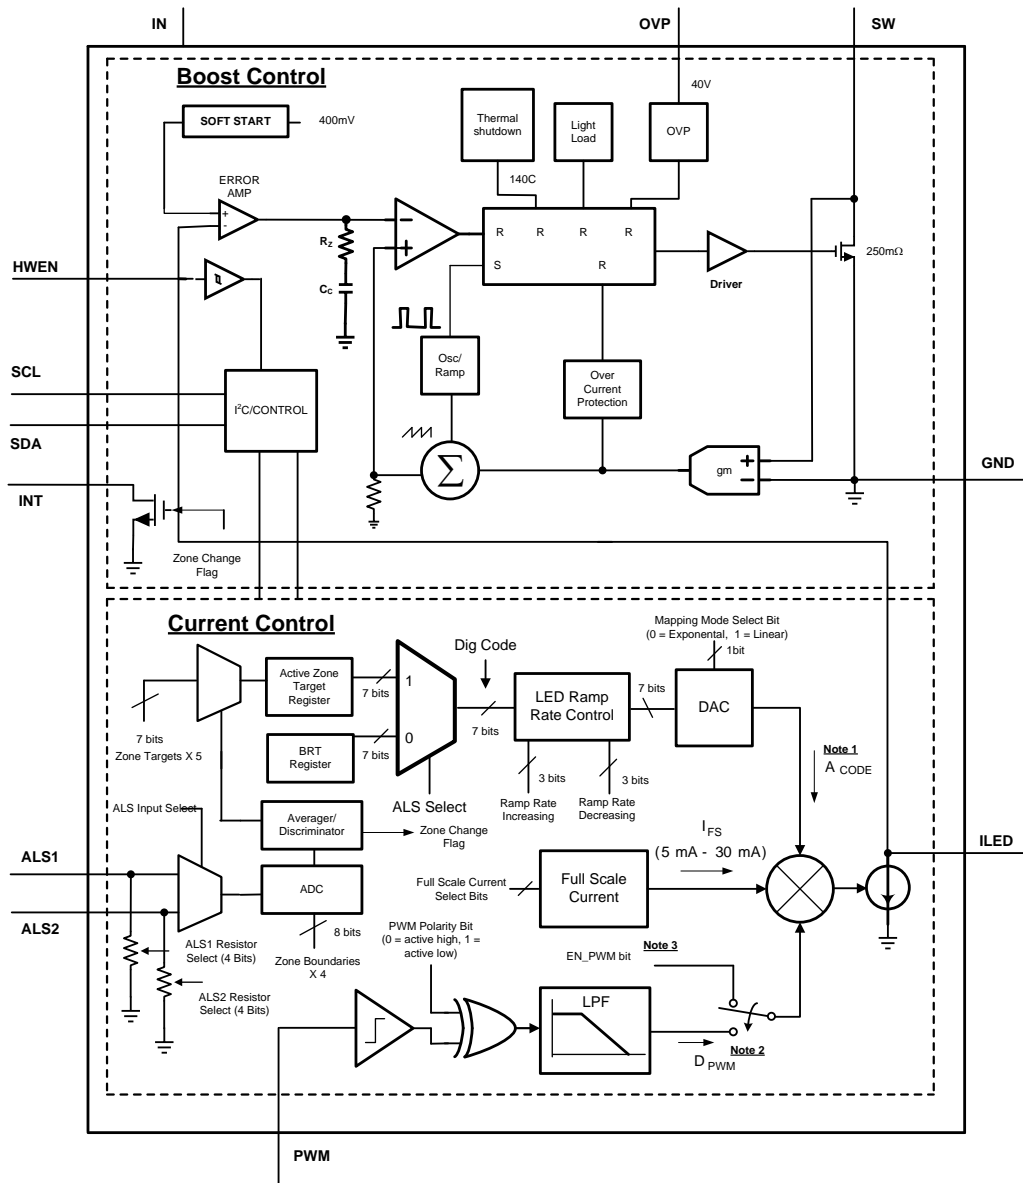 IN
OVP
SW
Boost Control
40V
SOFT START
400mV
Thermal
shutdown
Light
Load
OVP
140C
ERROR
AMP
+
-
R
R
R
R
S
R
RZ
CC
HWEN
Driver
250mΩ
Osc/
Ramp
Over
Current
Protection
SCL
I2C/CONTROL
SDA
Σ
gm
+
−
GND
INT
Zone Change
Flag
Current Control
Mapping Mode Select Bit
(0 = Exponental, 1 = Linear)
1bit
Dig Code
Active Zone
Target
Register
7 bits
1
LED Ramp
Rate Control
7 bits
DAC
7 bits
Zone Targets X 5
BRT
Register
7 bits
0
7 bits
3 bits
3 bits
Note 1
A CODE
ALS Input Select
ALS Select
Ramp Rate
Increasing
Ramp Rate
Decreasing
Averager/
Discriminator
Zone Change
Flag
IFS
(5 mA - 30 mA)
ALS1
ILED
ADC
Full Scale Current
Select Bits
Full Scale
Current
ALS2
8 bits
PWM Polarity Bit
(0 = active high, 1 =
active low)
ALS1 Resistor
Select (4 Bits)
Zone Boundaries
X 4
Note 3
EN_PWM bit
ALS2 Resistor
Select (4 Bits)
LPF
Note 2
D PWM
PWM